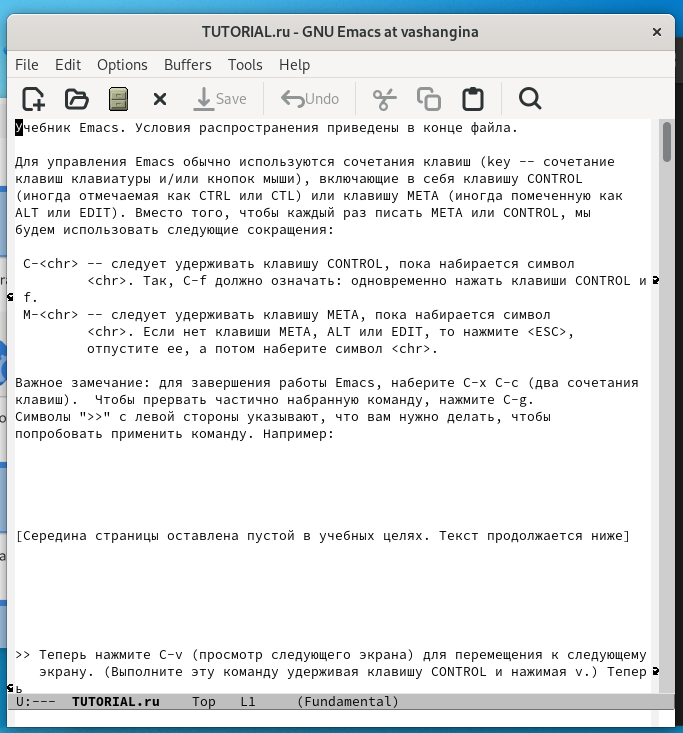 TUTORIAL.ru - GNU Emacs at vashangina
File Edit Options Buffers Tools Help
Save Undo
Учебник Emacs. Условия распространения приведены в конце файла.
Для управления Emacs обычно используются сочетания клавиш (key -- сочетание
клавиш клавиатуры и/или кнопок мыши), включающие в себя клавишу CONTROL
(иногда отмечаемая как CTRL или CTL) или клавишу META (иногда помеченную как
ALT или EDIT). Вместо того, чтобы каждый раз писать META или CONTROL, мы
будем использовать следующие сокращения:
C-<chr> -- следует удерживать клавишу CONTROL, пока набирается символ
<chr>. Так, C-f должно означать: одновременно нажать клавиши CONTROL и
f.
M-<chr> -- следует удерживать клавишу META, пока набирается символ
<chr>. Если нет клавиши META, ALT или EDIT, то нажмите <ESC>,
отпустите ее, а потом наберите символ <chr>.
Важное замечание: для завершения работы Emacs, наберите C-x C-c (два сочетания
клавиш).  Чтобы прервать частично набранную команду, нажмите C-g.
Символы ">>" с левой стороны указывают, что вам нужно делать, чтобы
попробовать применить команду. Например:
[Середина страницы оставлена пустой в учебных целях. Текст продолжается ниже]
>> Теперь нажмите C-v (просмотр следующего экрана) для перемещения к следующему
экрану. (Выполните эту команду удерживая клавишу CONTROL и нажимая v.) Тепер
ь
U:--- TUTORIAL.ru Top L1 (Fundamental)